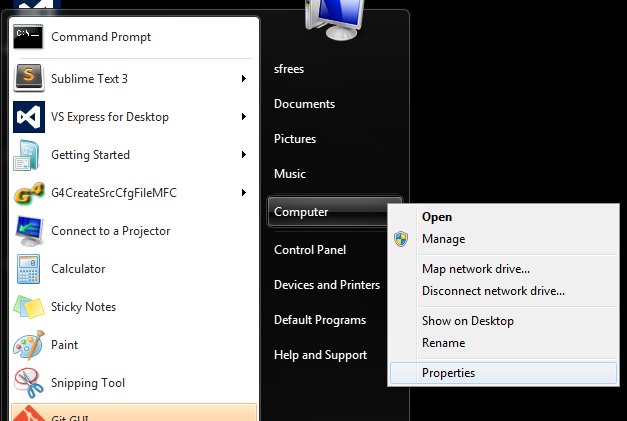 Command Prompt
Sublime Text 3
VS Express for Desktop
Getting Started
G4CreateSrcCfgFileMFC
Connect to a Projector
Calculator
Sticky Notes
Paint
Snipping Tool
Git GUI
sfrees
Documents
Pictures
Music
Computer
Control Panel
Devices and Printers
Default Programs
Help and Support
Open
Manage
Map network drive...
Disconnect network drive...
Show on Desktop
Rename
Properties